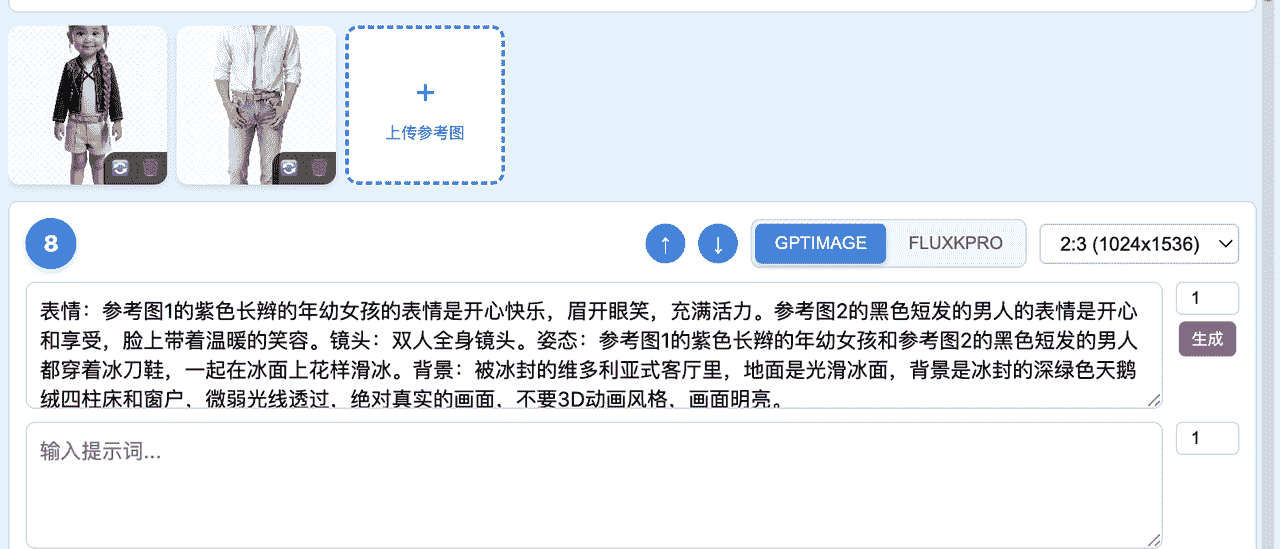 +
上传参考图
8
↑
↓
GPTIMAGE
FLUXKPRO
2:3 (1024x1536)
表情：参考图1的紫色长辫的年幼女孩的表情是开心快乐，眉开眼笑，充满活力。参考图2的黑色短发的男人的表情是开心
和享受，脸上带着温暖的笑容。镜头：双人全身镜头。姿态：参考图1的紫色长辫的年幼女孩和参考图2的黑色短发的男人
都穿着冰刀鞋，一起在冰面上花样滑冰。背景：被冰封的维多利亚式客厅里，地面是光滑冰面，背景是冰封的深绿色天鹅
绒四柱床和窗户，微弱光线透过，绝对真实的画面，不要3D动画风格，画面明亮。
1
生成
输入提示词...
1